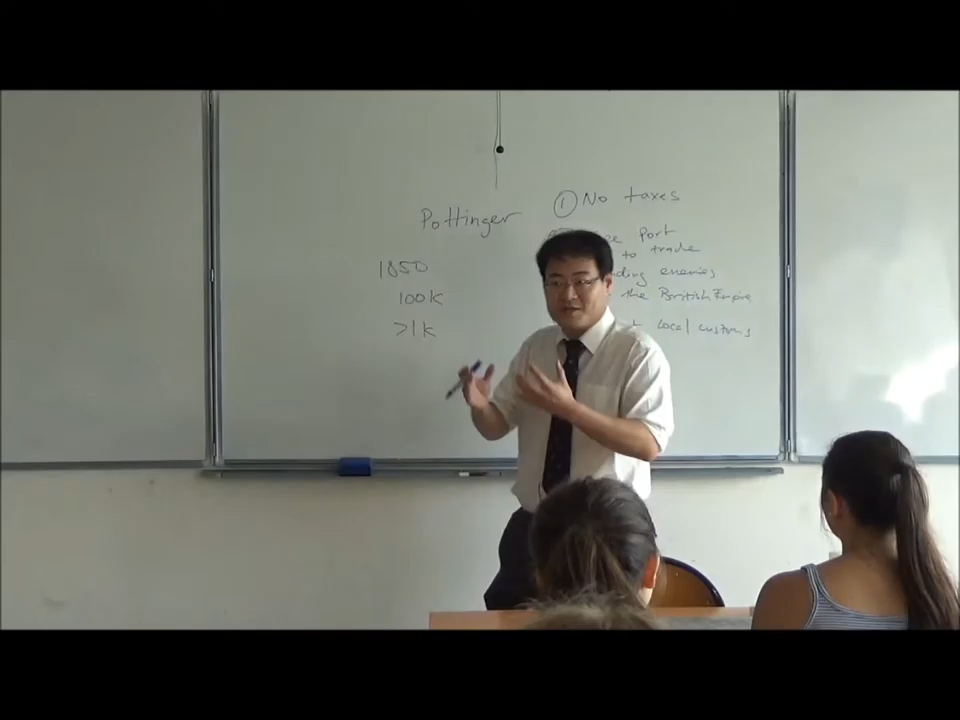 Pottinger
1850
100K
>1K
① No taxes
Port
to trade
enemies
the British Empire
Local customs